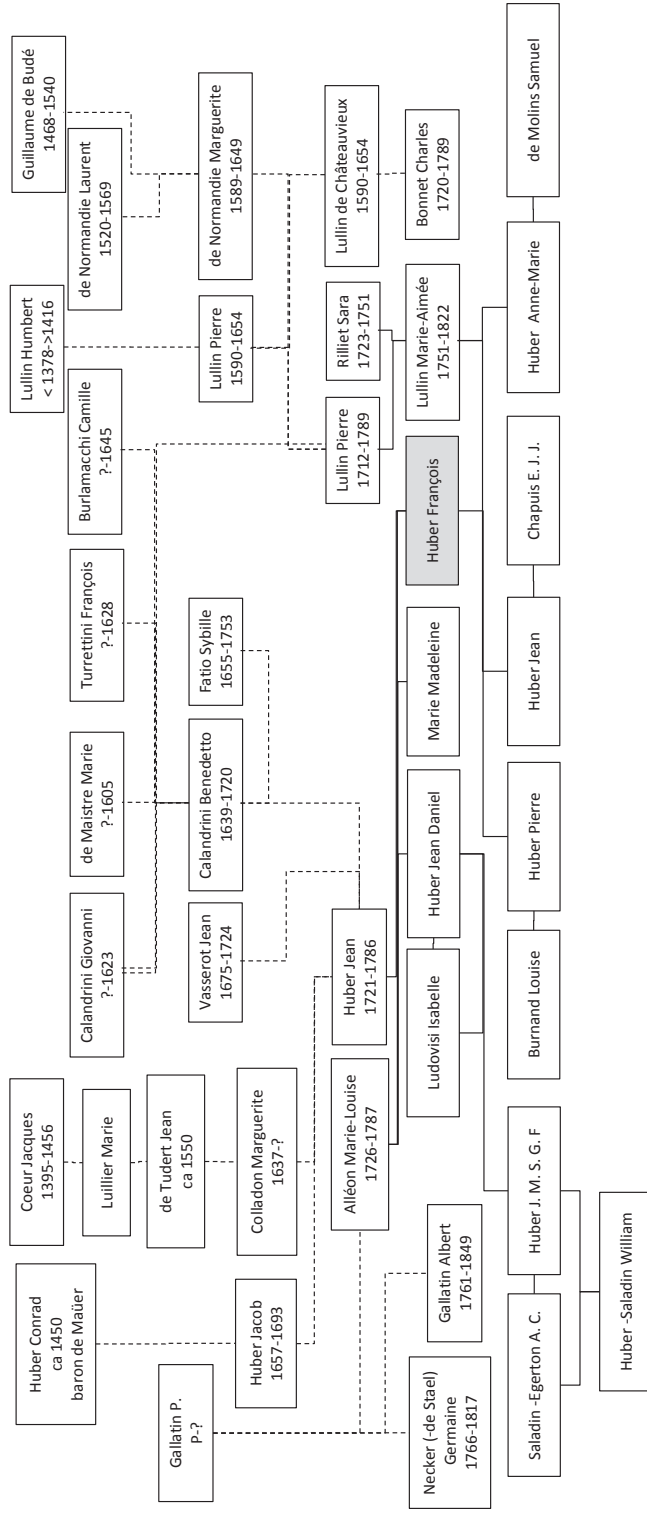 Huber Conrad
ca 1450
baron de Maüer
Coeur Jacques
1395-1456
Lullin Humbert
< 1378->1416
Guillaume de Budé
1468-1540
Luillier Marie
Calandrini Giovanni
?-1623
de Maistre Marie
?-1605
Turrettini François
?-1628
Burlamacchi Camille
?-1645
de Normandie Laurent
1520-1569
de Tudert Jean
ca 1550
Gallatin P.
P-?
Huber Jacob
1657-1693
Colladon Marguerite
1637-?
Vasserot Jean
1675-1724
Calandrini Benedetto
1639-1720
Fatio Sybille
1655-1753
Lullin Pierre
1590-1654
de Normandie Marguerite
1589-1649
Alléon Marie-Louise
1726-1787
Huber Jean
1721-1786
Lullin Pierre
1712-1789
Rilliet Sara
1723-1751
Lullin de Châteauvieux
1590-1654
Necker (-de Stael)
Germaine
1766-1817
Gallatin Albert
1761-1849
Ludovisi Isabelle
Huber Jean Daniel
Marie Madeleine
Huber François
Lullin Marie-Aimée
1751-1822
Bonnet Charles
1720-1789
Saladin -Egerton A. C.
Huber J. M. S. G. F
Burnand Louise
Huber Pierre
Huber Jean
Chapuis E. J. J.
Huber Anne-Marie
de Molins Samuel
Huber -Saladin William